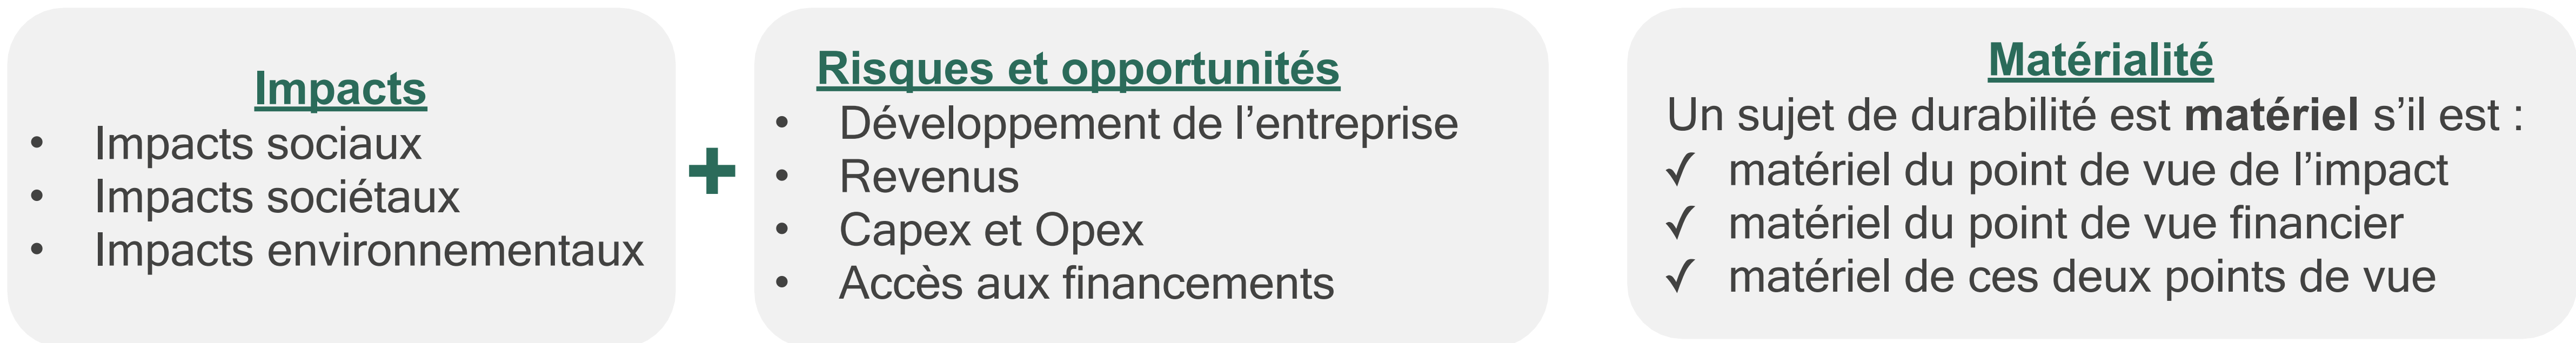 Impacts
• Impacts sociaux
• Impacts sociétaux
• Impacts environnementaux
+
Risques et opportunités
• Développement de l’entreprise
• Revenus
• Capex et Opex
• Accès aux financements
Matérialité
Un sujet de durabilité est matériel s’il est :
✓ matériel du point de vue de l’impact
✓ matériel du point de vue financier
✓ matériel de ces deux points de vue